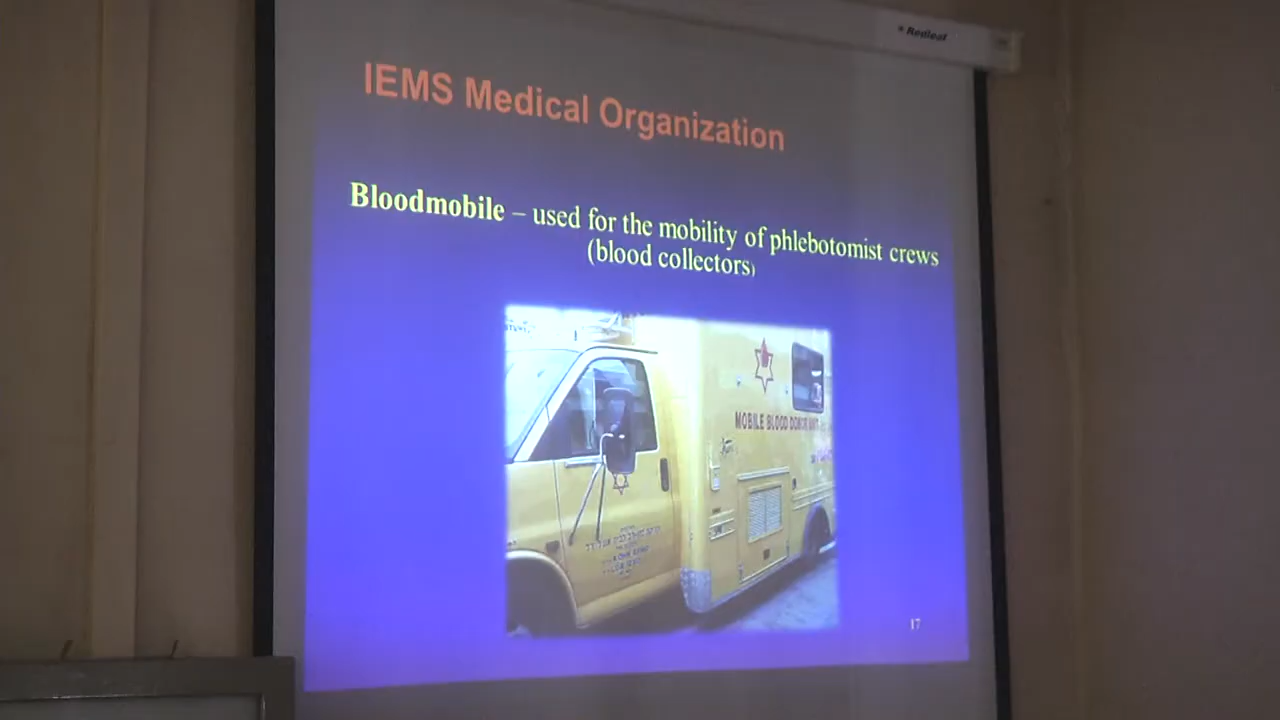 Redleaf
IEMS Medical Organization
Bloodmobile – used for the mobility of phlebotomist crews
(blood collectors)
MOBILE BLOOD DONOR UNIT
17